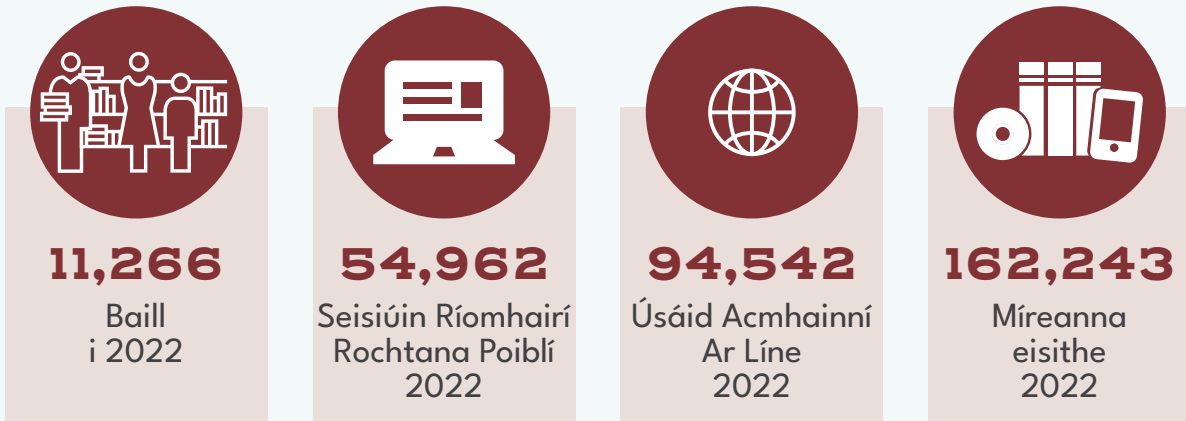 11,266
Baill
i 2022
54,962
Seisiúin Ríomhairí
Rochtana Poiblí
2022
94,542
Úsáid Acmhainní
Ar Líne
2022
162,243
Míreanna
eisithe
2022